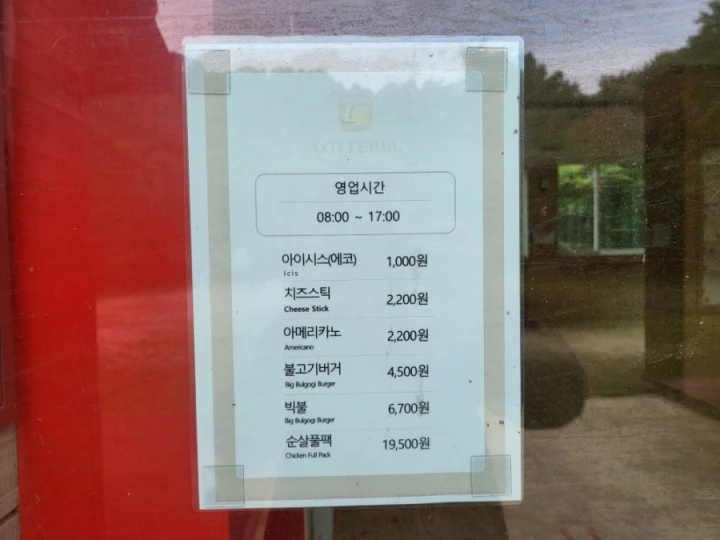 LOTTERIA
영업시간
08:00 ~ 17:00
아이시스(에코) 1,000원
Icis
치즈스틱 2,200원
Cheese Stick
아메리카노 2,200원
Americano
불고기버거 4,500원
Big Bulgogi Burger
빅불 6,700원
Big Bulgogi Burger
순살풀팩 19,500원
Chicken Full Pack